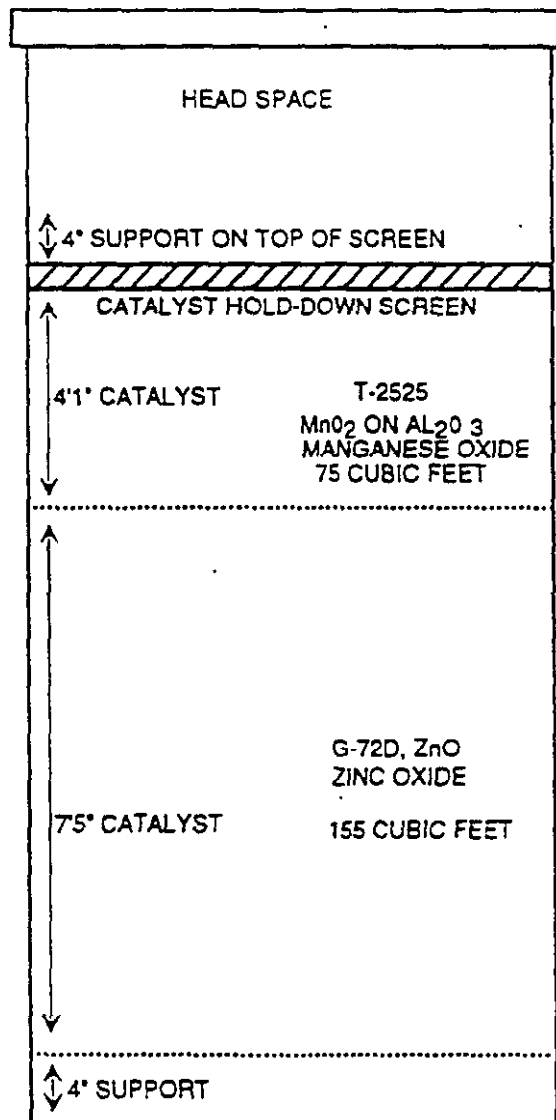 HEAD SPACE
4" SUPPORT ON TOP OF SCREEN
CATALYST HOLD-DOWN SCREEN
4'1" CATALYST
T-2525
MnO2 ON AL2O 3
MANGANESE OXIDE
75 CUBIC FEET
G-72D, ZnO
ZINC OXIDE
7'5" CATALYST
155 CUBIC FEET
4" SUPPORT